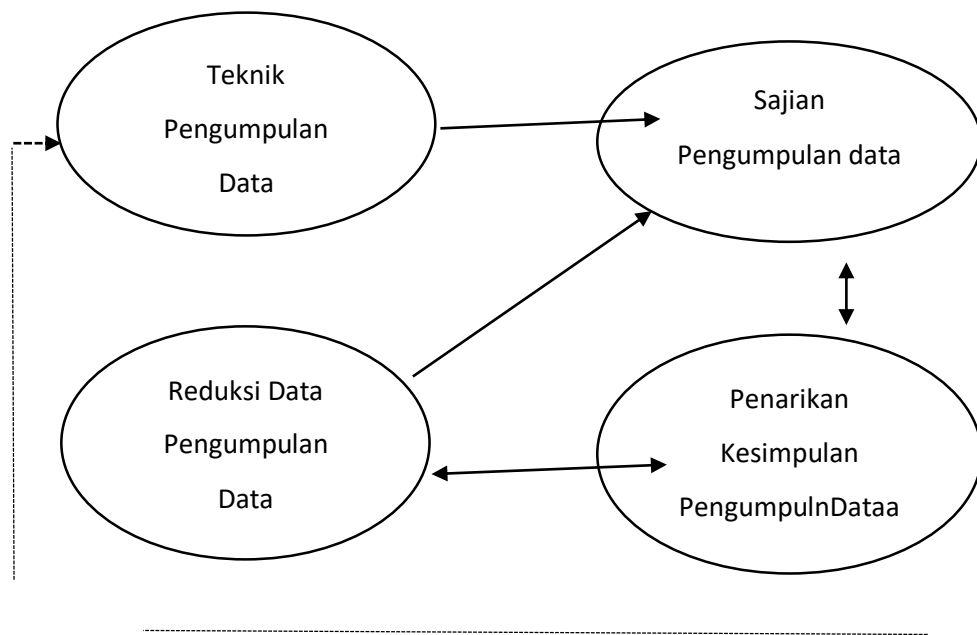 Teknik
Pengumpulan
Data
Sajian
Pengumpulan data
Reduksi Data
Pengumpulan
Data
Penarikan
Kesimpulan
PengumpulnDataa